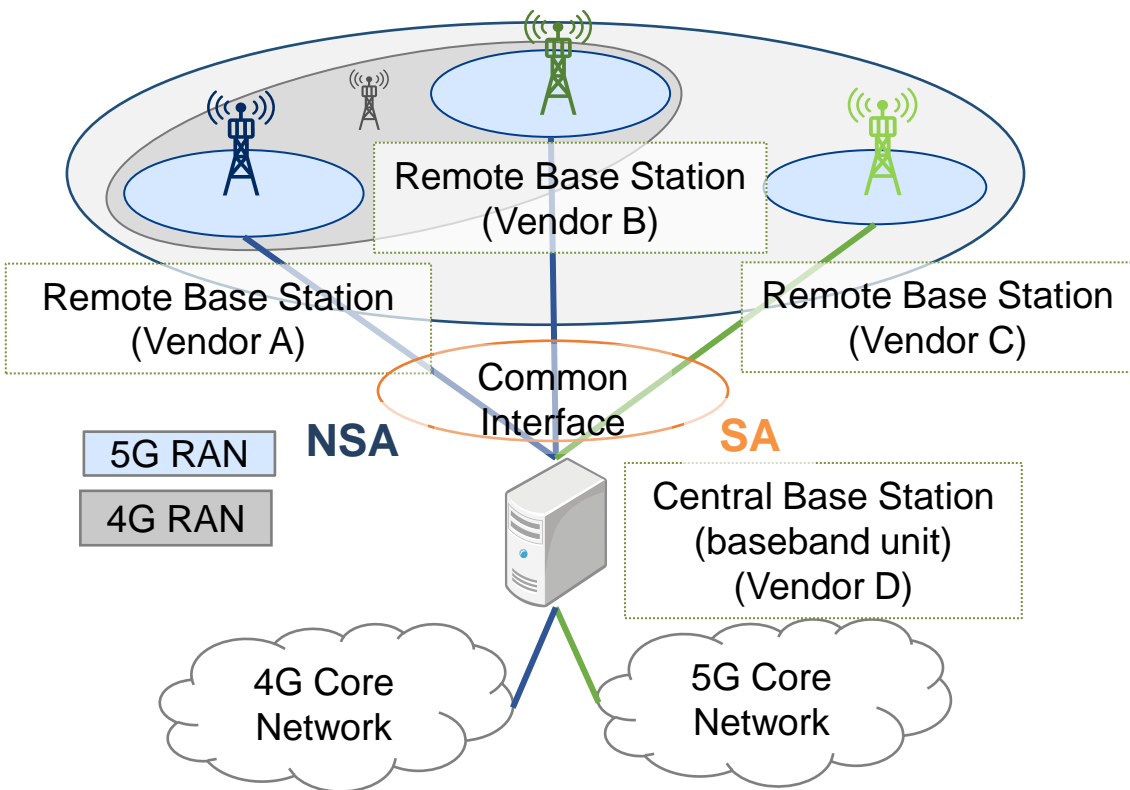 Remote Base Station
(Vendor B)
Remote Base Station
(Vendor A)
Remote Base Station
(Vendor C)
Common
Interface
NSA
SA
5G RAN
4G RAN
Central Base Station
(baseband unit)
(Vendor D)
4G Core
Network
5G Core
Network